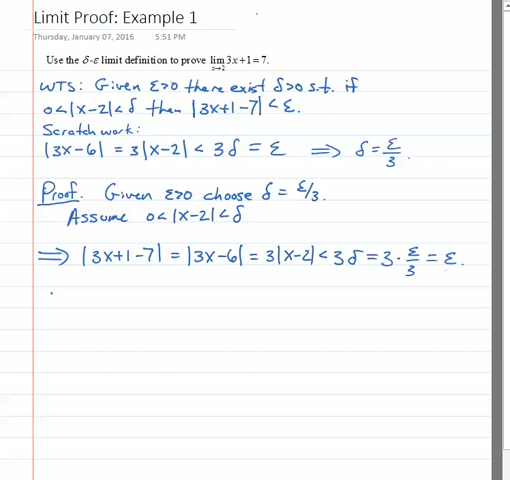 Limit Proof: Example 1
Thursday, January 07, 2016 5:51 PM
Use the δ-ε limit definition to prove lim x→2 3x+1=7.
WTS: Given ε>0 there exist δ>0 s.t. if
0<|x-2|<δ then |3x+1-7|<ε.
Scratch work:
|3x-6| = 3|x-2| < 3δ = ε ⟹ δ = ε/3.
Proof. Given ε>0 choose δ = ε/3.
Assume 0<|x-2|<δ
⟹ |3x+1-7| = |3x-6| = 3|x-2| < 3δ = 3·ε/3 = ε.